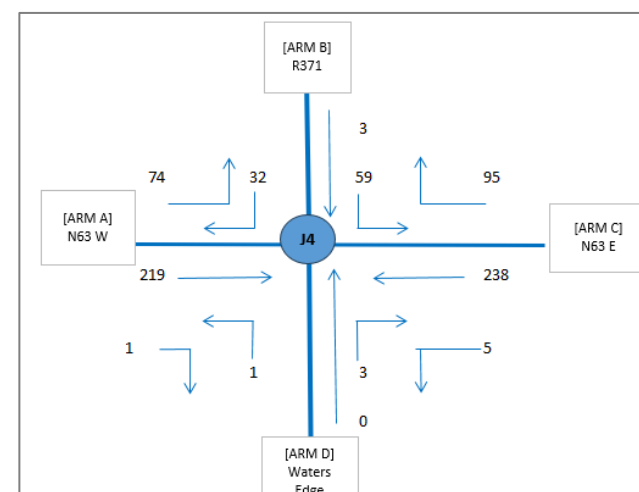 [ARM B]
R371
3
74
32
59
95
[ARM A]
N63 W
J4
[ARM C]
N63 E
219
238
1
1
3
5
0
[ARM D]
Waters
Edge